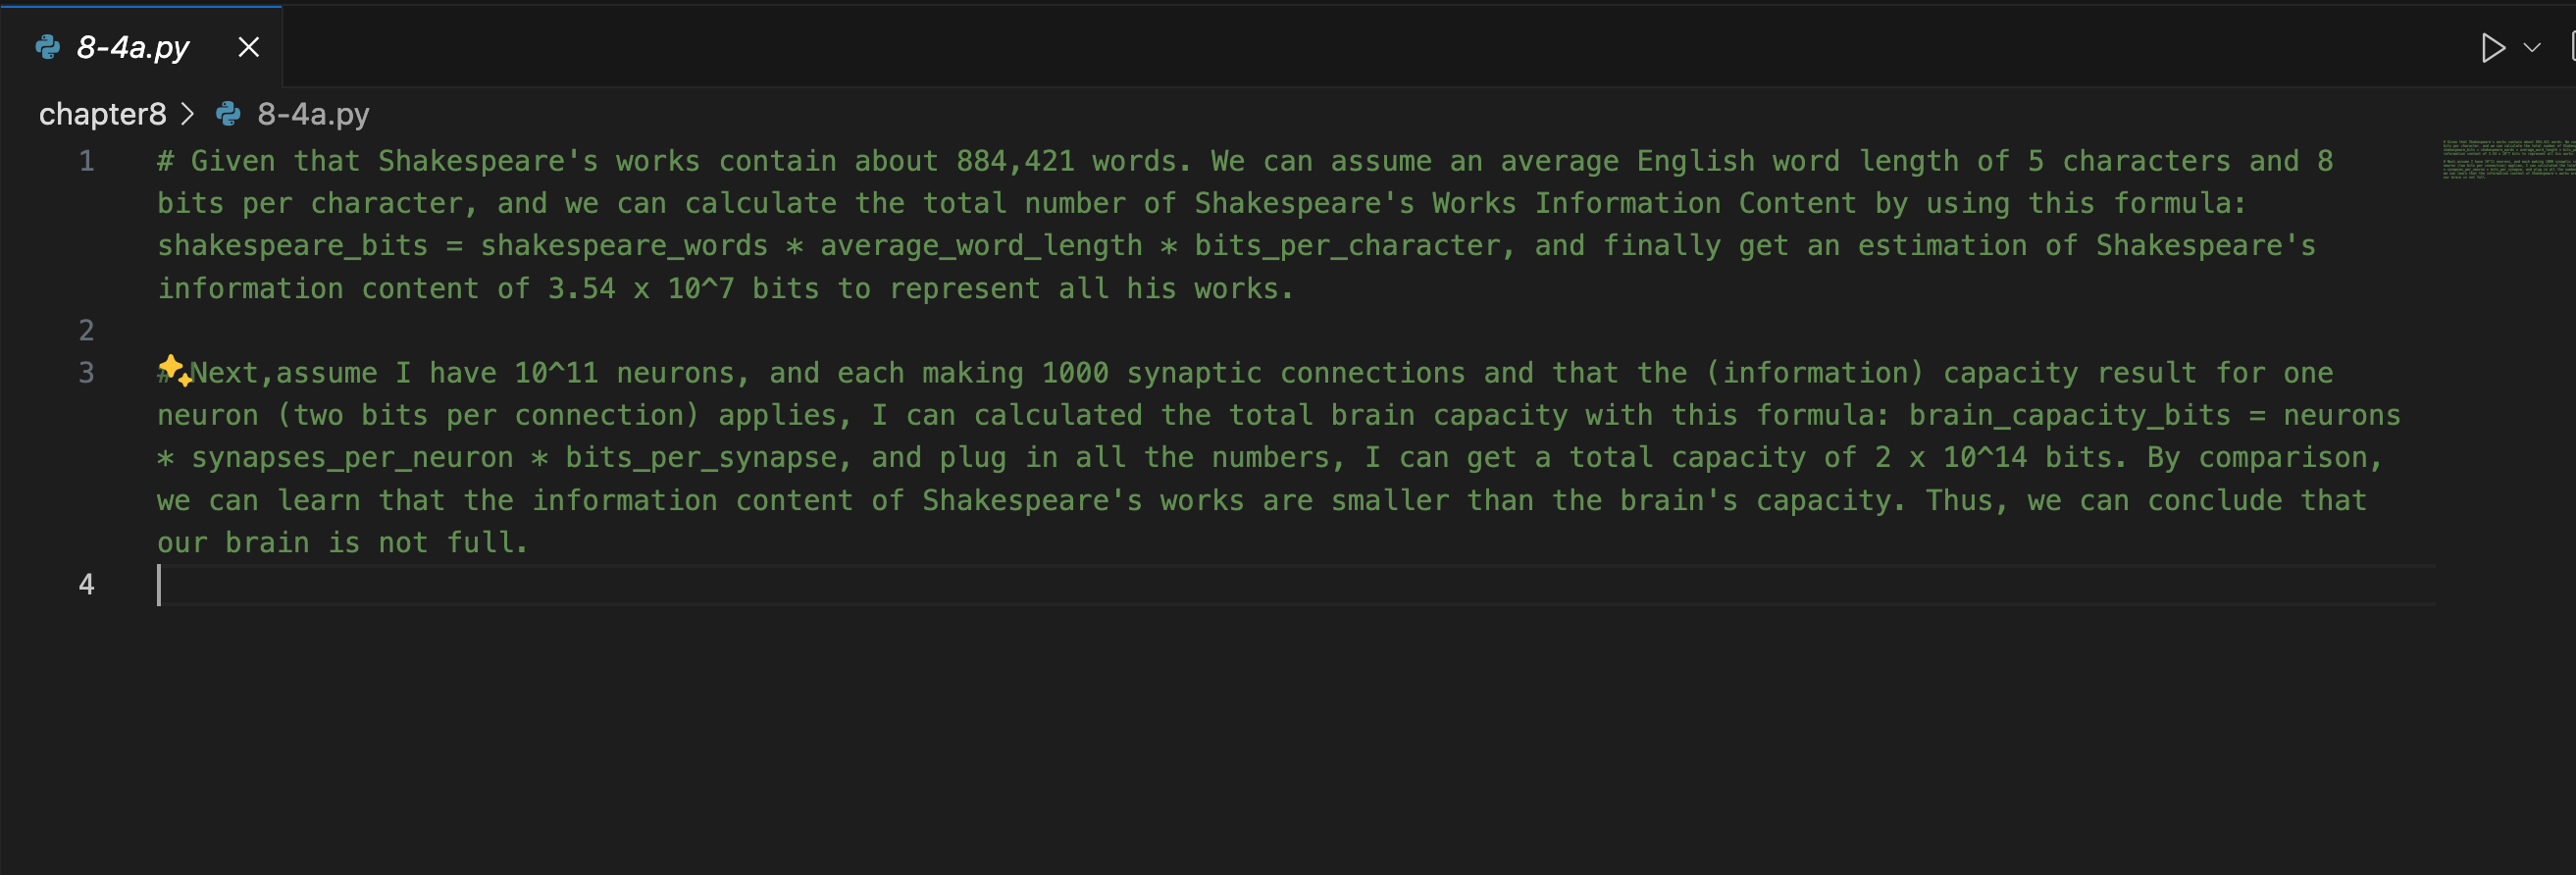 8-4a.py
chapter8 > 8-4a.py
1 # Given that Shakespeare's works contain about 884,421 words. We can assume an average English word length of 5 characters and 8
bits per character, and we can calculate the total number of Shakespeare's Works Information Content by using this formula:
shakespeare_bits = shakespeare_words * average_word_length * bits_per_character, and finally get an estimation of Shakespeare's
information content of 3.54 x 10^7 bits to represent all his works.
2
3 # Next,assume I have 10^11 neurons, and each making 1000 synaptic connections and that the (information) capacity result for one
neuron (two bits per connection) applies, I can calculated the total brain capacity with this formula: brain_capacity_bits = neurons
* synapses_per_neuron * bits_per_synapse, and plug in all the numbers, I can get a total capacity of 2 x 10^14 bits. By comparison,
we can learn that the information content of Shakespeare's works are smaller than the brain's capacity. Thus, we can conclude that
our brain is not full.
4